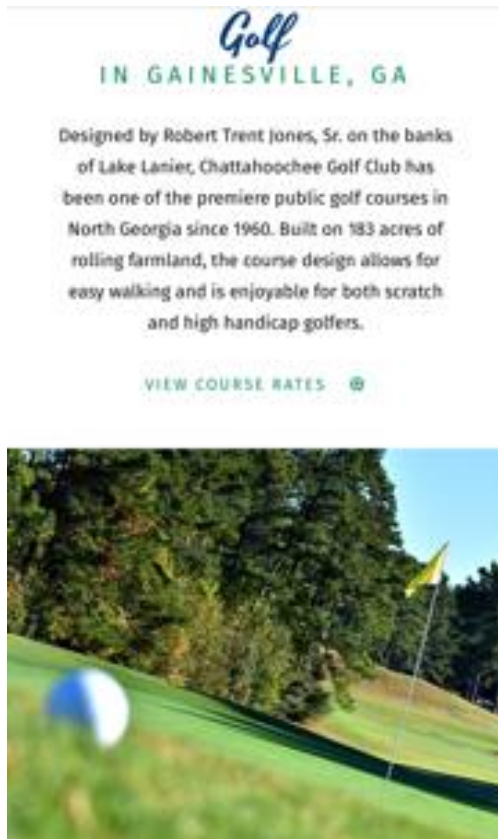 Golf
IN GAINESVILLE, GA
Designed by Robert Trent Jones, Sr. on the banks
of Lake Lanier, Chattahoochee Golf Club has
been one of the premiere public golf courses in
North Georgia since 1960. Built on 183 acres of
rolling farmland, the course design allows for
easy walking and is enjoyable for both scratch
and high handicap golfers.
VIEW COURSE RATES